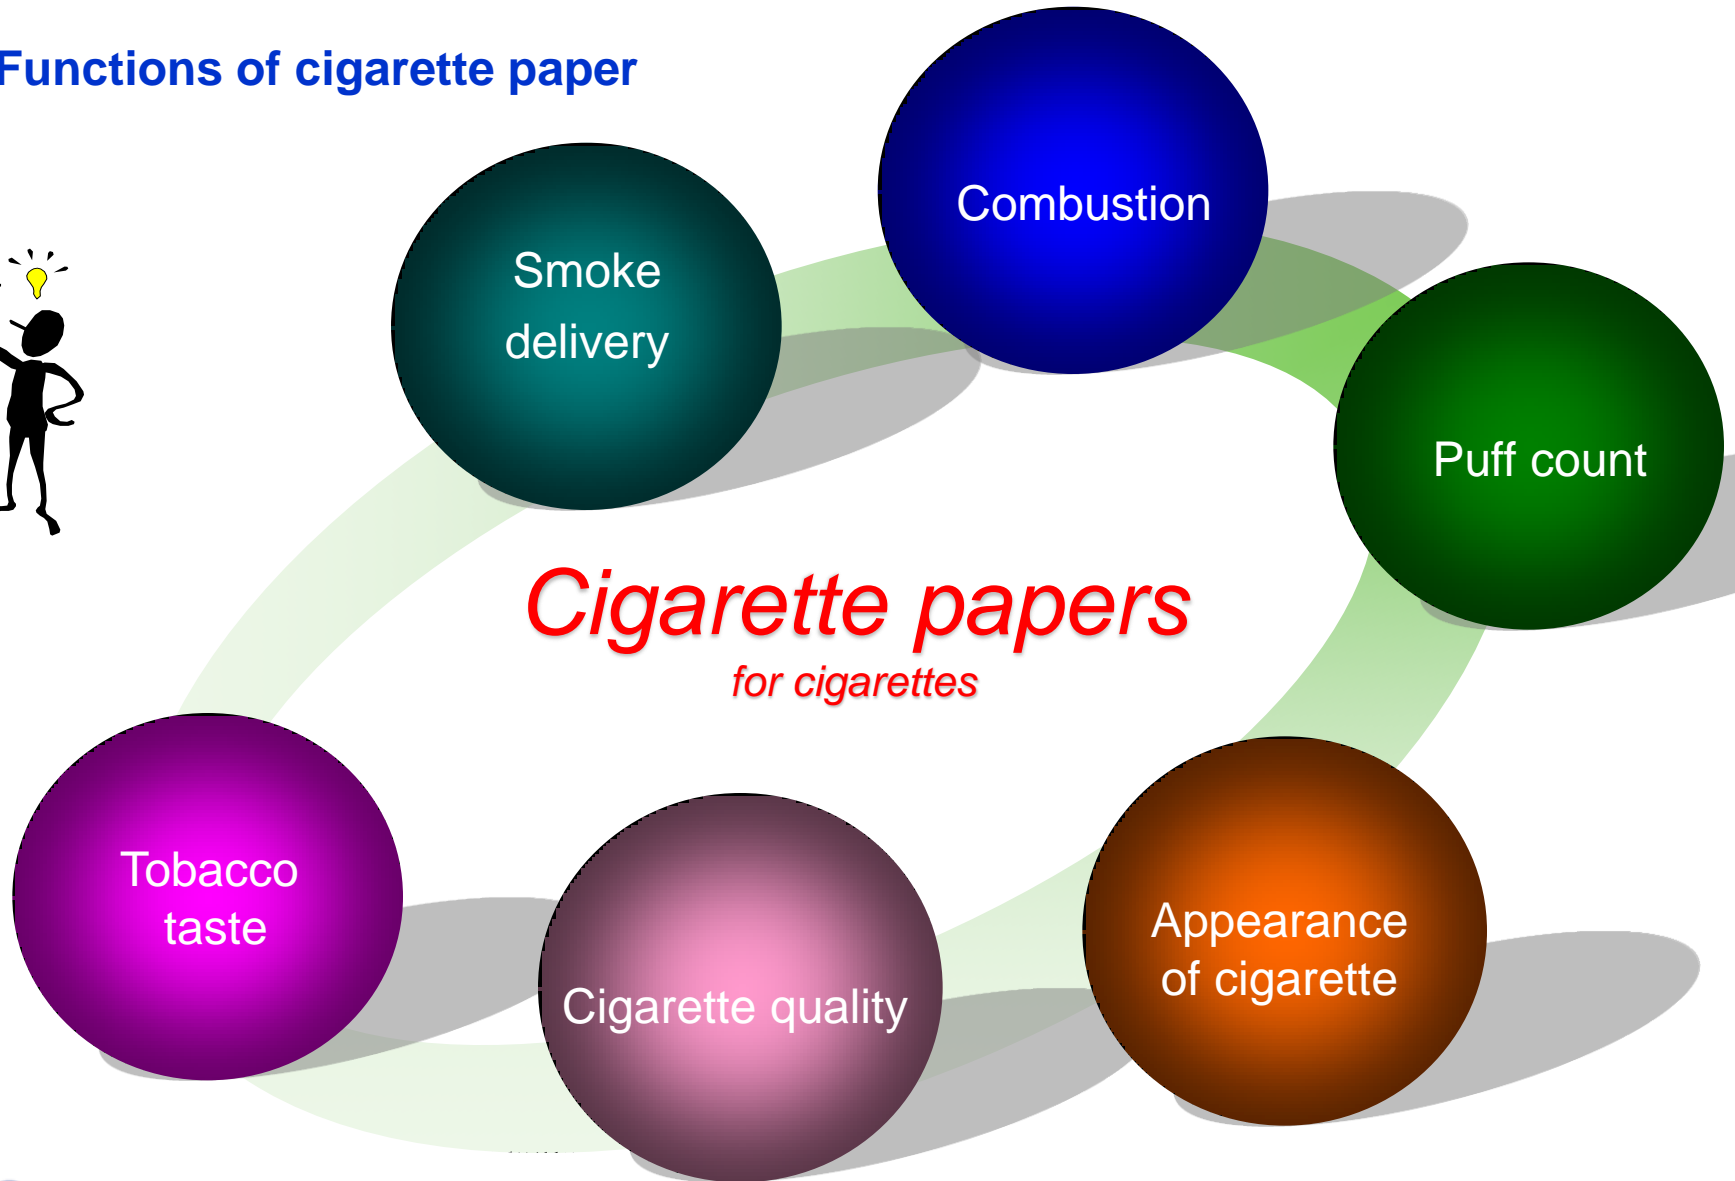 Functions of cigarette paper
Combustion
Smoke
delivery
Puff count
Cigarette papers
for cigarettes
Tobacco
taste
Appearance
of cigarette
Cigarette quality